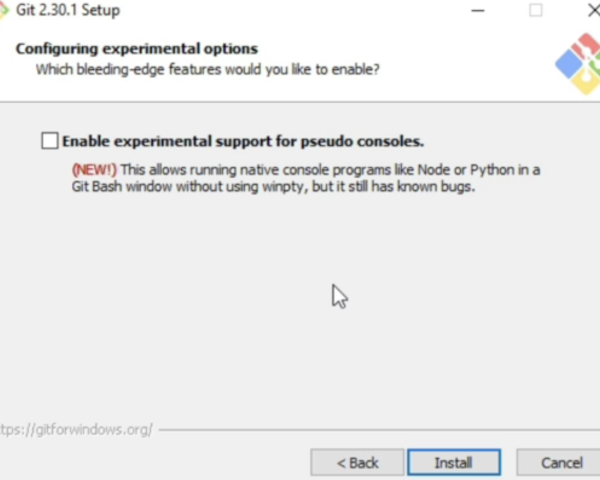 Git 2.30.1 Setup
Configuring experimental options
Which bleeding-edge features would you like to enable?
Enable experimental support for pseudo consoles.
(NEW!) This allows running native console programs like Node or Python in a
Git Bash window without using winpty, but it still has known bugs.
tps://gitforwindows.org/
< Back
Install
Cancel